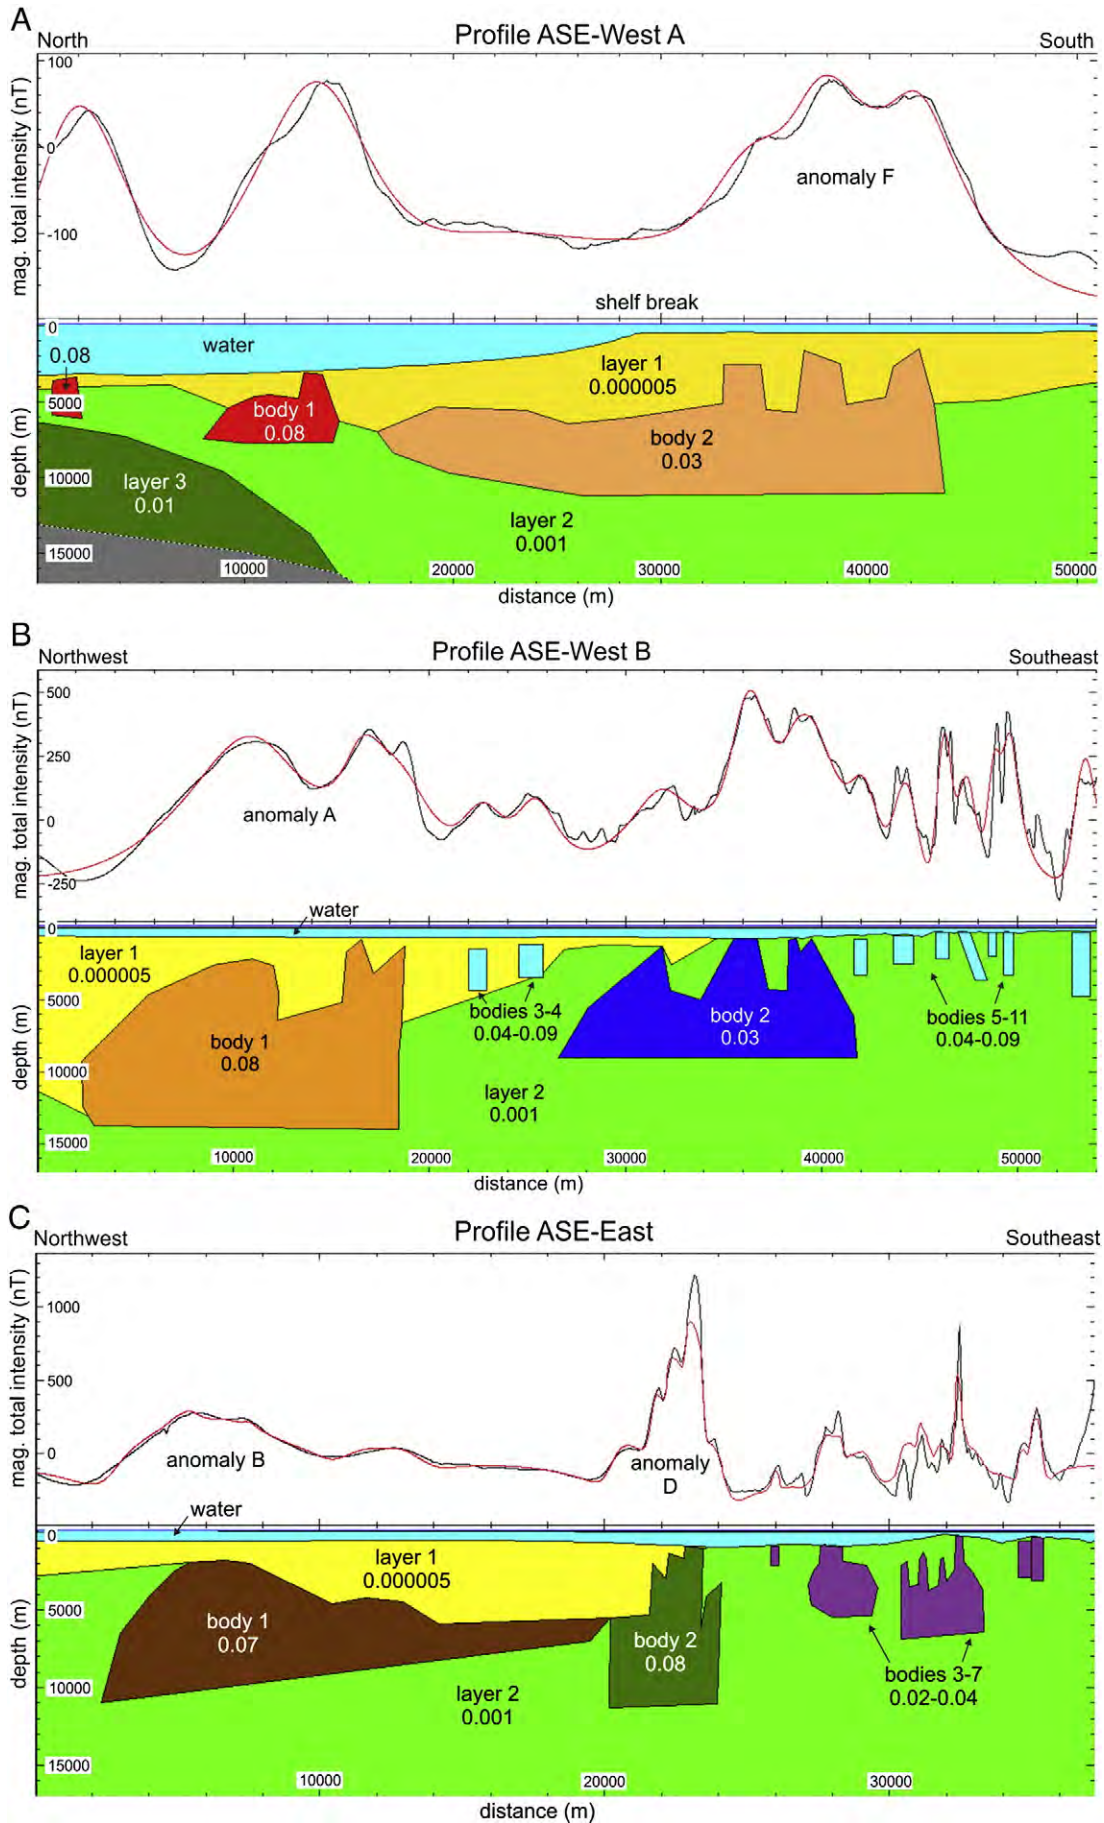 A
North
Profile ASE-West A
South
mag. total intensity (nT)
100
0
-100
anomaly F
shelf break
depth (m)
0
5000
10000
15000
water
0.08
body 1
0.08
layer 1
0.000005
body 2
0.03
layer 3
0.01
layer 2
0.001
10000
20000
30000
40000
50000
distance (m)
B
Northwest
Profile ASE-West B
Southeast
mag. total intensity (nT)
500
250
0
-250
anomaly A
water
depth (m)
0
5000
10000
15000
layer 1
0.000005
body 1
0.08
bodies 3-4
0.04-0.09
body 2
0.03
bodies 5-11
0.04-0.09
layer 2
0.001
10000
20000
30000
40000
50000
distance (m)
C
Northwest
Profile ASE-East
Southeast
mag. total intensity (nT)
1000
500
0
anomaly B
anomaly
D
water
depth (m)
0
5000
10000
15000
layer 1
0.000005
body 1
0.07
body 2
0.08
bodies 3-7
0.02-0.04
layer 2
0.001
10000
20000
30000
distance (m)